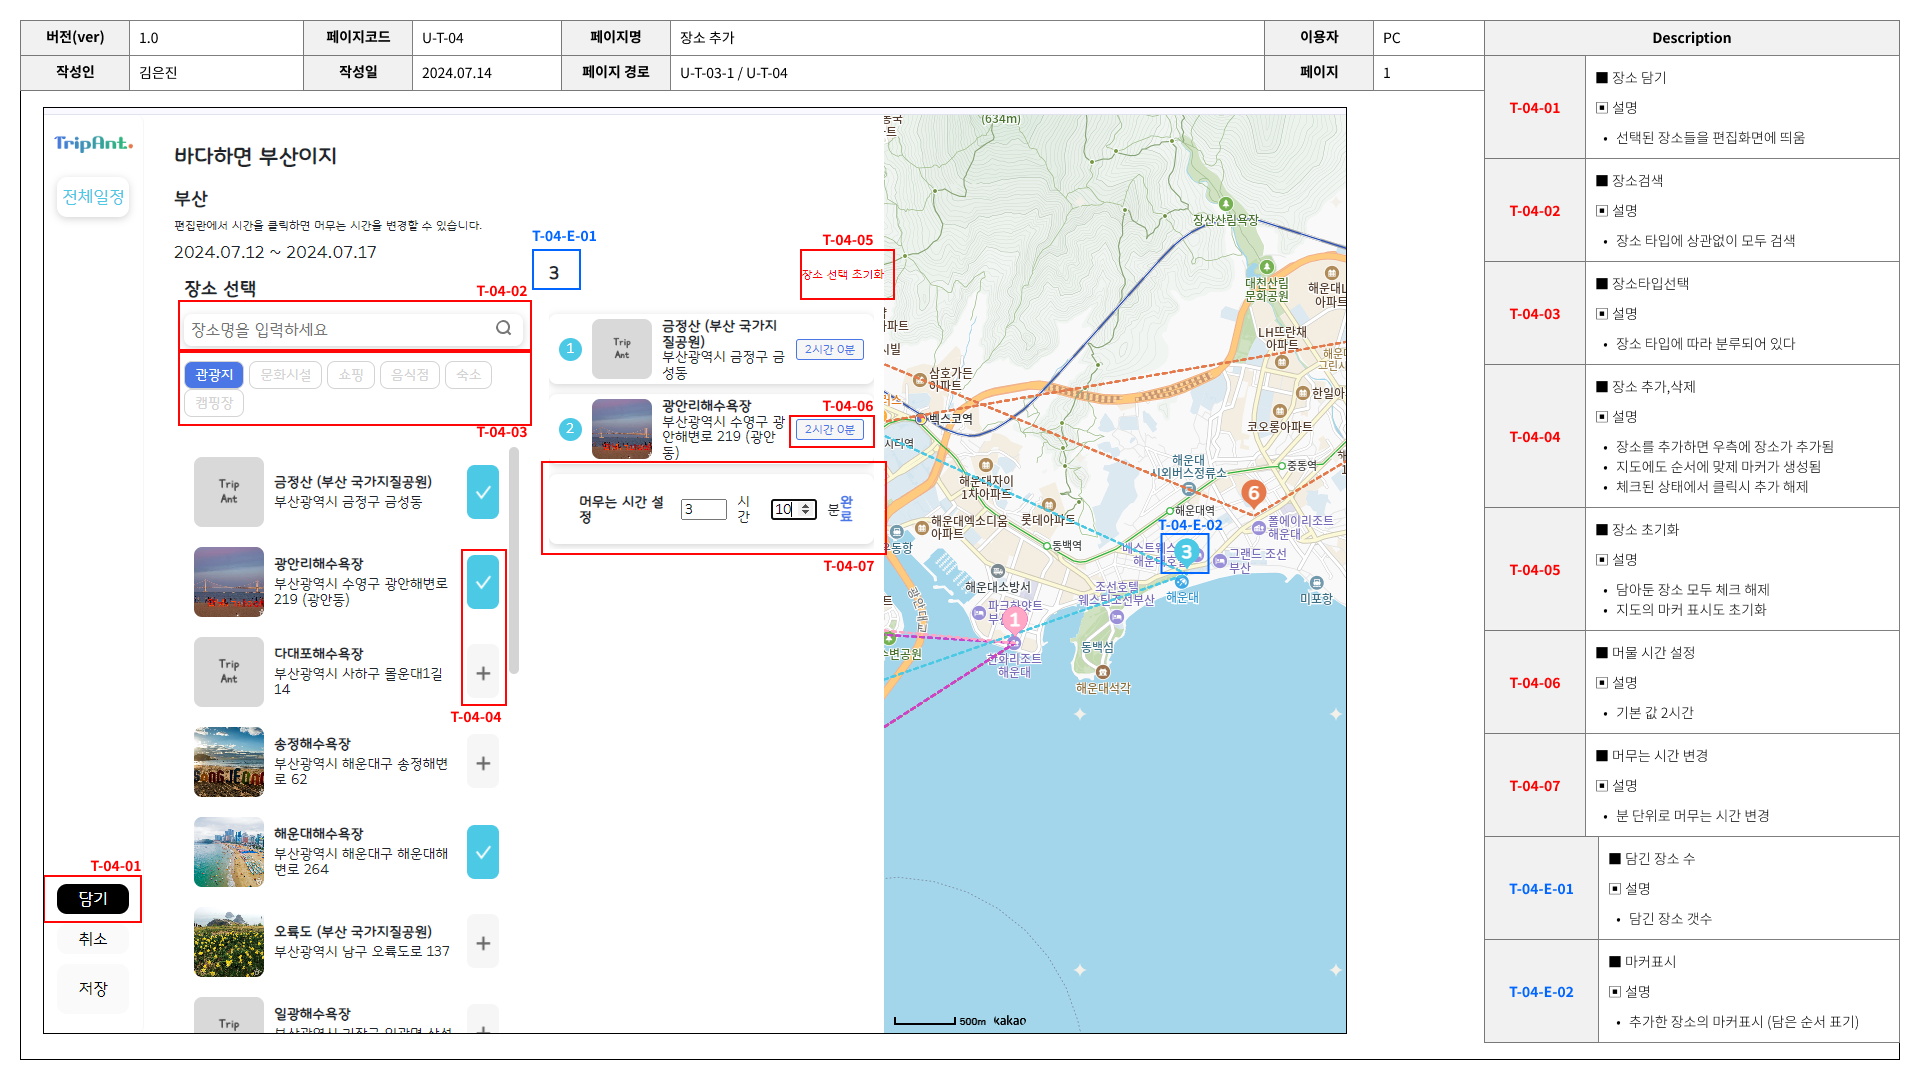 버전(ver) 1.0 페이지코드 U-T-04 페이지명 장소 추가 이용자 PC
작성인 김은진 작성일 2024.07.14 페이지 경로 U-T-03-1 / U-T-04 페이지 1
TripAnt.
전체일정
바다하면 부산이지
부산
편집란에서 시간을 클릭하면 머무는 시간을 변경할 수 있습니다.
2024.07.12 ~ 2024.07.17
장소 선택
T-04-02
장소명을 입력하세요
관광지 문화시설 쇼핑 음식점 숙소
캠핑장
T-04-03
Trip
Ant
금정산 (부산 국가지질공원)
부산광역시 금정구 금성동
광안리해수욕장
부산광역시 수영구 광안해변로
219 (광안동)
Trip
Ant
다대포해수욕장
부산광역시 사하구 몰운대1길
14
T-04-04
송정해수욕장
부산광역시 해운대구 송정해변
로 62
해운대해수욕장
부산광역시 해운대구 해운대해
변로 264
오륙도 (부산 국가지질공원)
부산광역시 남구 오륙도로 137
Trip
일광해수욕장
T-04-01
담기
취소
저장
T-04-E-01
3
T-04-05
장소 선택 초기화
1
Trip
Ant
금정산 (부산 국가지
질공원)
부산광역시 금정구 금
성동
2시간 0분
2
광안리해수욕장
부산광역시 수영구 광
안해변로 219 (광안
동)
T-04-06
2시간 0분
머무는 시간 설
정
3
시
간
10
분
완
료
T-04-07
(634m)
장산산림욕장
대천산림
문화공원
아파트
LH뜨란채
아파트
삼호가든
아파트
벡스코역
한일아
코오롱아파트
해운대
시외버스정류소
중동역
해운대자이
1차아파트
6
해운대역
해운대에소디움
아파트
롯데아파트
폴에이리조트
해운대
T-04-E-02
3
동백역
그랜드 조선
부산
해운대소방서
조선호텔
웨스틴조선부산
해운대
미포항
파크하얏트
1
한화리조트
해운대
광안대교
수변공원
동백섬
해운대석각
500m kakao
Description
T-04-01
■ 장소 담기
▣ 설명
• 선택된 장소들을 편집화면에 띄움
T-04-02
■ 장소검색
▣ 설명
• 장소 타입에 상관없이 모두 검색
T-04-03
■ 장소타입선택
▣ 설명
• 장소 타입에 따라 분류되어 있다
T-04-04
■ 장소 추가,삭제
▣ 설명
• 장소를 추가하면 우측에 장소가 추가됨
• 지도에도 순서에 맞제 마커가 생성됨
• 체크된 상태에서 클릭시 추가 해제
T-04-05
■ 장소 초기화
▣ 설명
• 담아둔 장소 모두 체크 해제
• 지도의 마커 표시도 초기화
T-04-06
■ 머물 시간 설정
▣ 설명
• 기본 값 2시간
T-04-07
■ 머무는 시간 변경
▣ 설명
• 분 단위로 머무는 시간 변경
T-04-E-01
■ 담긴 장소 수
▣ 설명
• 담긴 장소 갯수
T-04-E-02
■ 마커표시
▣ 설명
• 추가한 장소의 마커표시 (담은 순서 표기)